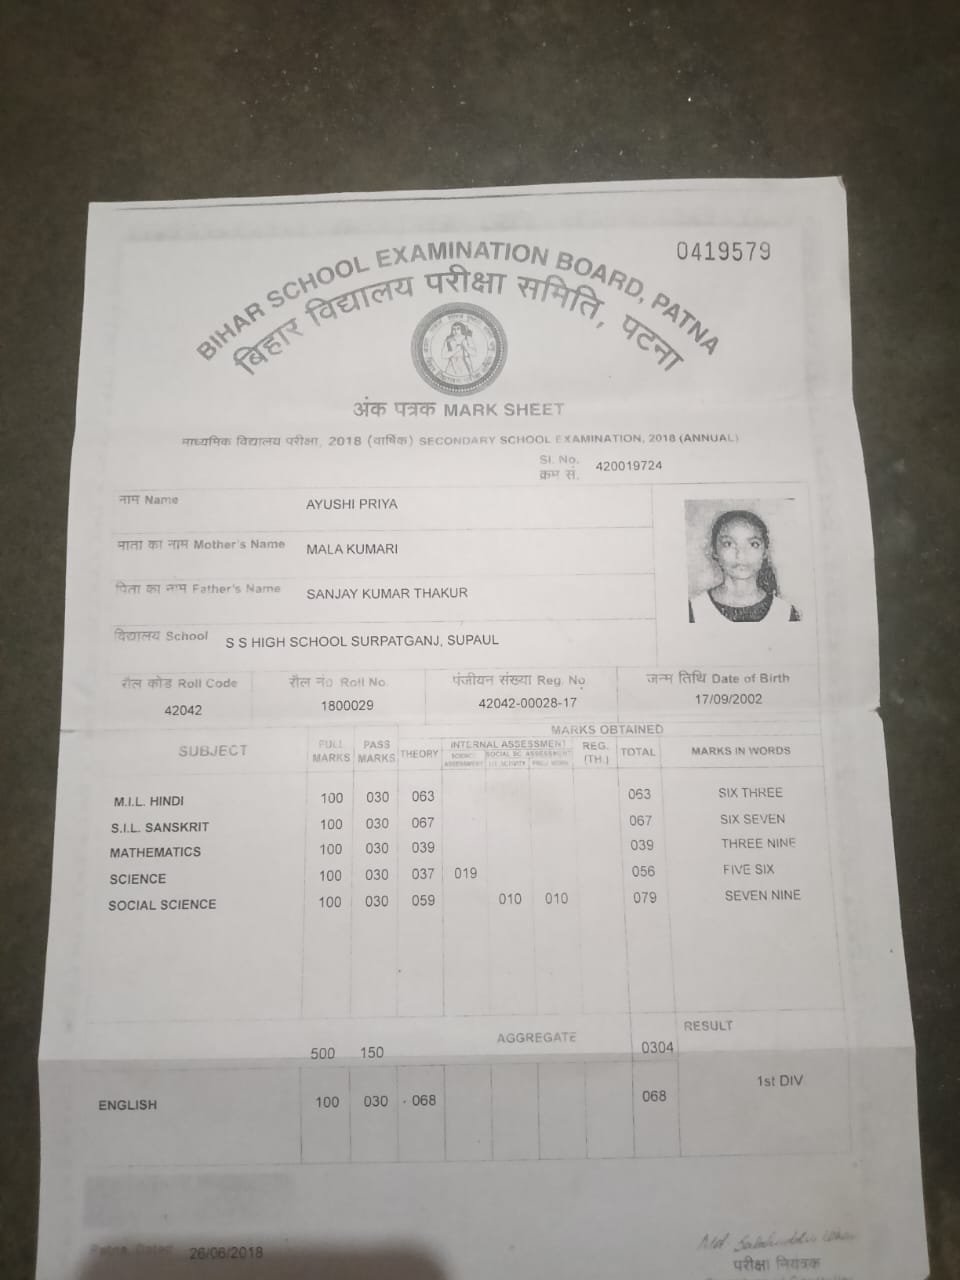 0419579
BIHAR SCHOOL EXAMINATION BOARD, PATNA
बिहार विद्यालय परीक्षा समिति, पटना
अंक पत्रक MARK SHEET
माध्यमिक विद्यालय परीक्षा, 2018 (वार्षिक) SECONDARY SCHOOL EXAMINATION, 2018 (ANNUAL)
Sl. No. 420019724
क्रम सं.
नाम Name AYUSHI PRIYA
माता का नाम Mother's Name MALA KUMARI
पिता का नाम Father's Name SANJAY KUMAR THAKUR
विद्यालय School S S HIGH SCHOOL SURPATGANJ, SUPAUL
रौल कोड Roll Code रौल नं० Roll No. पंजीयन संख्या Reg. No जन्म तिथि Date of Birth
42042 1800029 42042-00028-17 17/09/2002
MARKS OBTAINED
SUBJECT FULL MARKS PASS MARKS THEORY INTERNAL ASSESSMENT REG. (TH.) TOTAL MARKS IN WORDS
SCIENCE ASSESSMENT SOCIAL SC. ASSESSMENT
LIT. ACTIVITY PROJ. WORK
M.I.L. HINDI 100 030 063 063 SIX THREE
S.I.L. SANSKRIT 100 030 067 067 SIX SEVEN
MATHEMATICS 100 030 039 039 THREE NINE
SCIENCE 100 030 037 019 056 FIVE SIX
SOCIAL SCIENCE 100 030 059 010 010 079 SEVEN NINE
AGGREGATE RESULT
500 150 0304
1st DIV
ENGLISH 100 030 068 068
Patna, Dated 26/06/2018
परीक्षा नियंत्रक